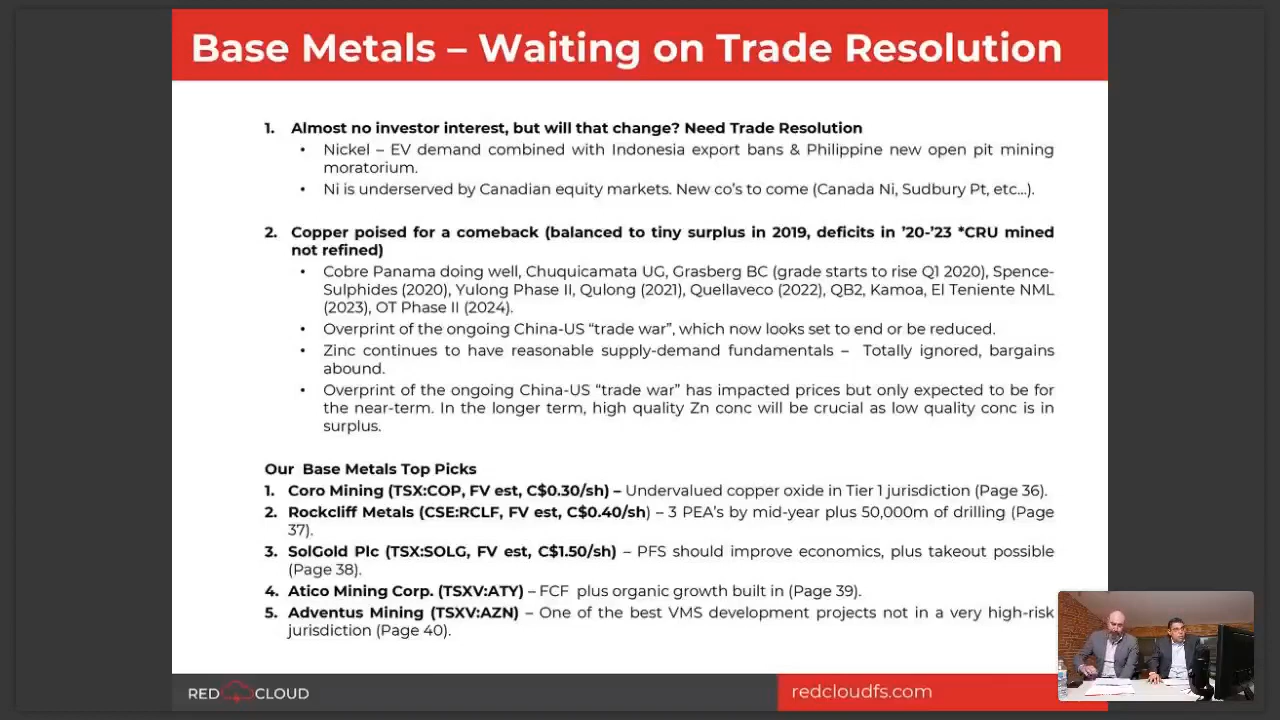 Base Metals – Waiting on Trade Resolution
1. Almost no investor interest, but will that change? Need Trade Resolution
• Nickel – EV demand combined with Indonesia export bans & Philippine new open pit mining
moratorium.
• Ni is underserved by Canadian equity markets. New co's to come (Canada Ni, Sudbury Pt, etc...).
2. Copper poised for a comeback (balanced to tiny surplus in 2019, deficits in '20-'23 *CRU mined
not refined)
• Cobre Panama doing well, Chuquicamata UG, Grasberg BC (grade starts to rise Q1 2020), Spence-
Sulphides (2020), Yulong Phase II, Qulong (2021), Quellaveco (2022), QB2, Kamoa, El Teniente NML
(2023), OT Phase II (2024).
• Overprint of the ongoing China-US “trade war”, which now looks set to end or be reduced.
• Zinc continues to have reasonable supply-demand fundamentals – Totally ignored, bargains
abound.
• Overprint of the ongoing China-US “trade war” has impacted prices but only expected to be for
the near-term. In the longer term, high quality Zn conc will be crucial as low quality conc is in
surplus.
Our Base Metals Top Picks
1. Coro Mining (TSX:COP, FV est, C$0.30/sh) – Undervalued copper oxide in Tier 1 jurisdiction (Page 36).
2. Rockcliff Metals (CSE:RCLF, FV est, C$0.40/sh) – 3 PEA's by mid-year plus 50,000m of drilling (Page
37).
3. SolGold Plc (TSX:SOLG, FV est, C$1.50/sh) – PFS should improve economics, plus takeout possible
(Page 38).
4. Atico Mining Corp. (TSXV:ATY) – FCF plus organic growth built in (Page 39).
5. Adventus Mining (TSXV:AZN) – One of the best VMS development projects not in a very high-risk
jurisdiction (Page 40).
RED CLOUD
redcloudfs.com